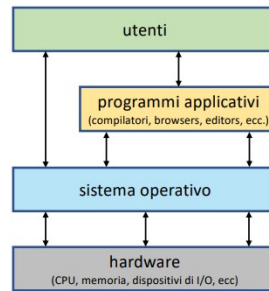 utenti
programmi applicativi
(compilatori, browsers, editors, ecc.)
sistema operativo
hardware
(CPU, memoria, dispositivi di I/O, ecc)